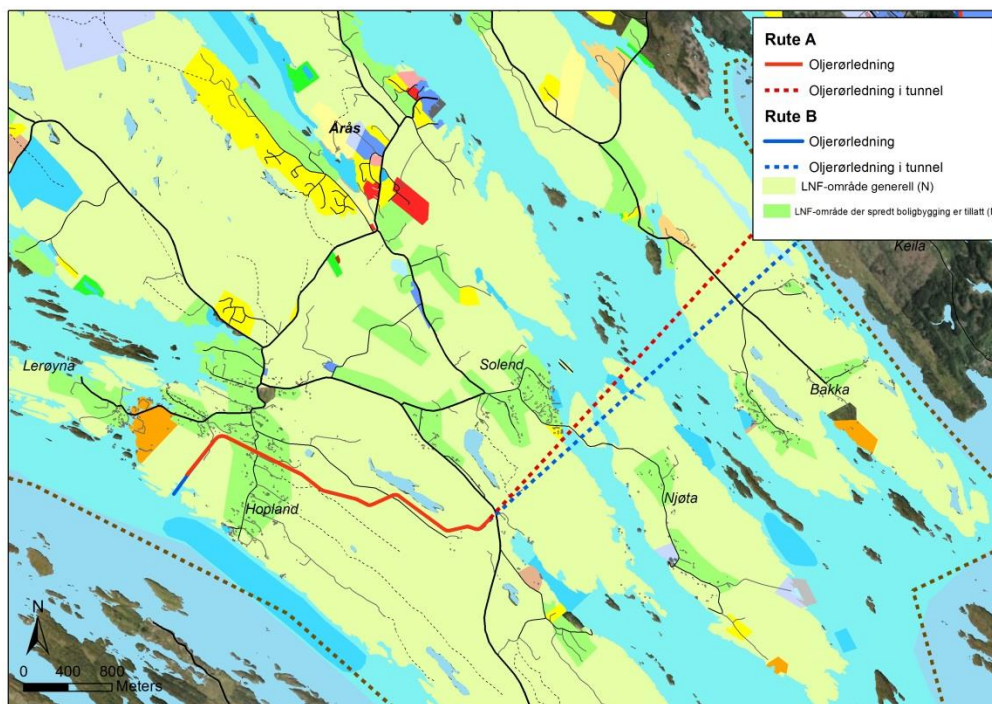 Rute A
Oljerørledning
Oljerørledning i tunnel
Rute B
Oljerørledning
Oljerørledning i tunnel
LNF-område generell (N)
LNF-område der spredt boligbygging er tillatt (N
Årås
Keila
Solend
Lerøyna
Bakka
Njøta
Hopland
N
0 400 800
Meters